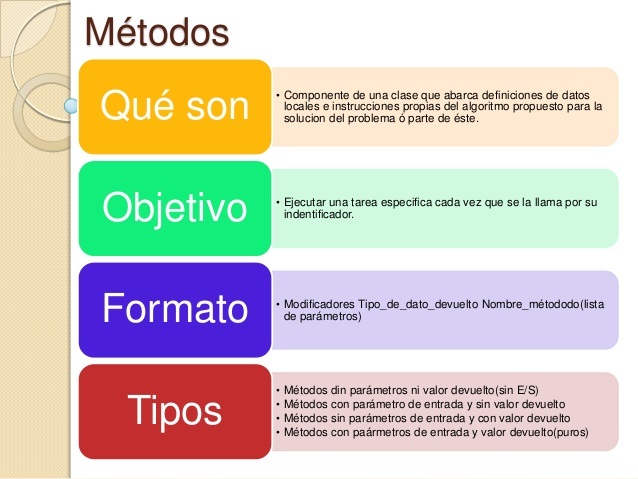 Métodos
Qué son
• Componente de una clase que abarca definiciones de datos
locales e instrucciones propias del algoritmo propuesto para la
solucion del problema ó parte de éste.
Objetivo
• Ejecutar una tarea especifica cada vez que se la llama por su
indentificador.
Formato
• Modificadores Tipo_de_dato_devuelto Nombre_métododo(lista
de parámetros)
Tipos
• Métodos din parámetros ni valor devuelto(sin E/S)
• Métodos con parámetro de entrada y sin valor devuelto
• Métodos sin parámetros de entrada y con valor devuelto
• Métodos con paármetros de entrada y valor devuelto(puros)